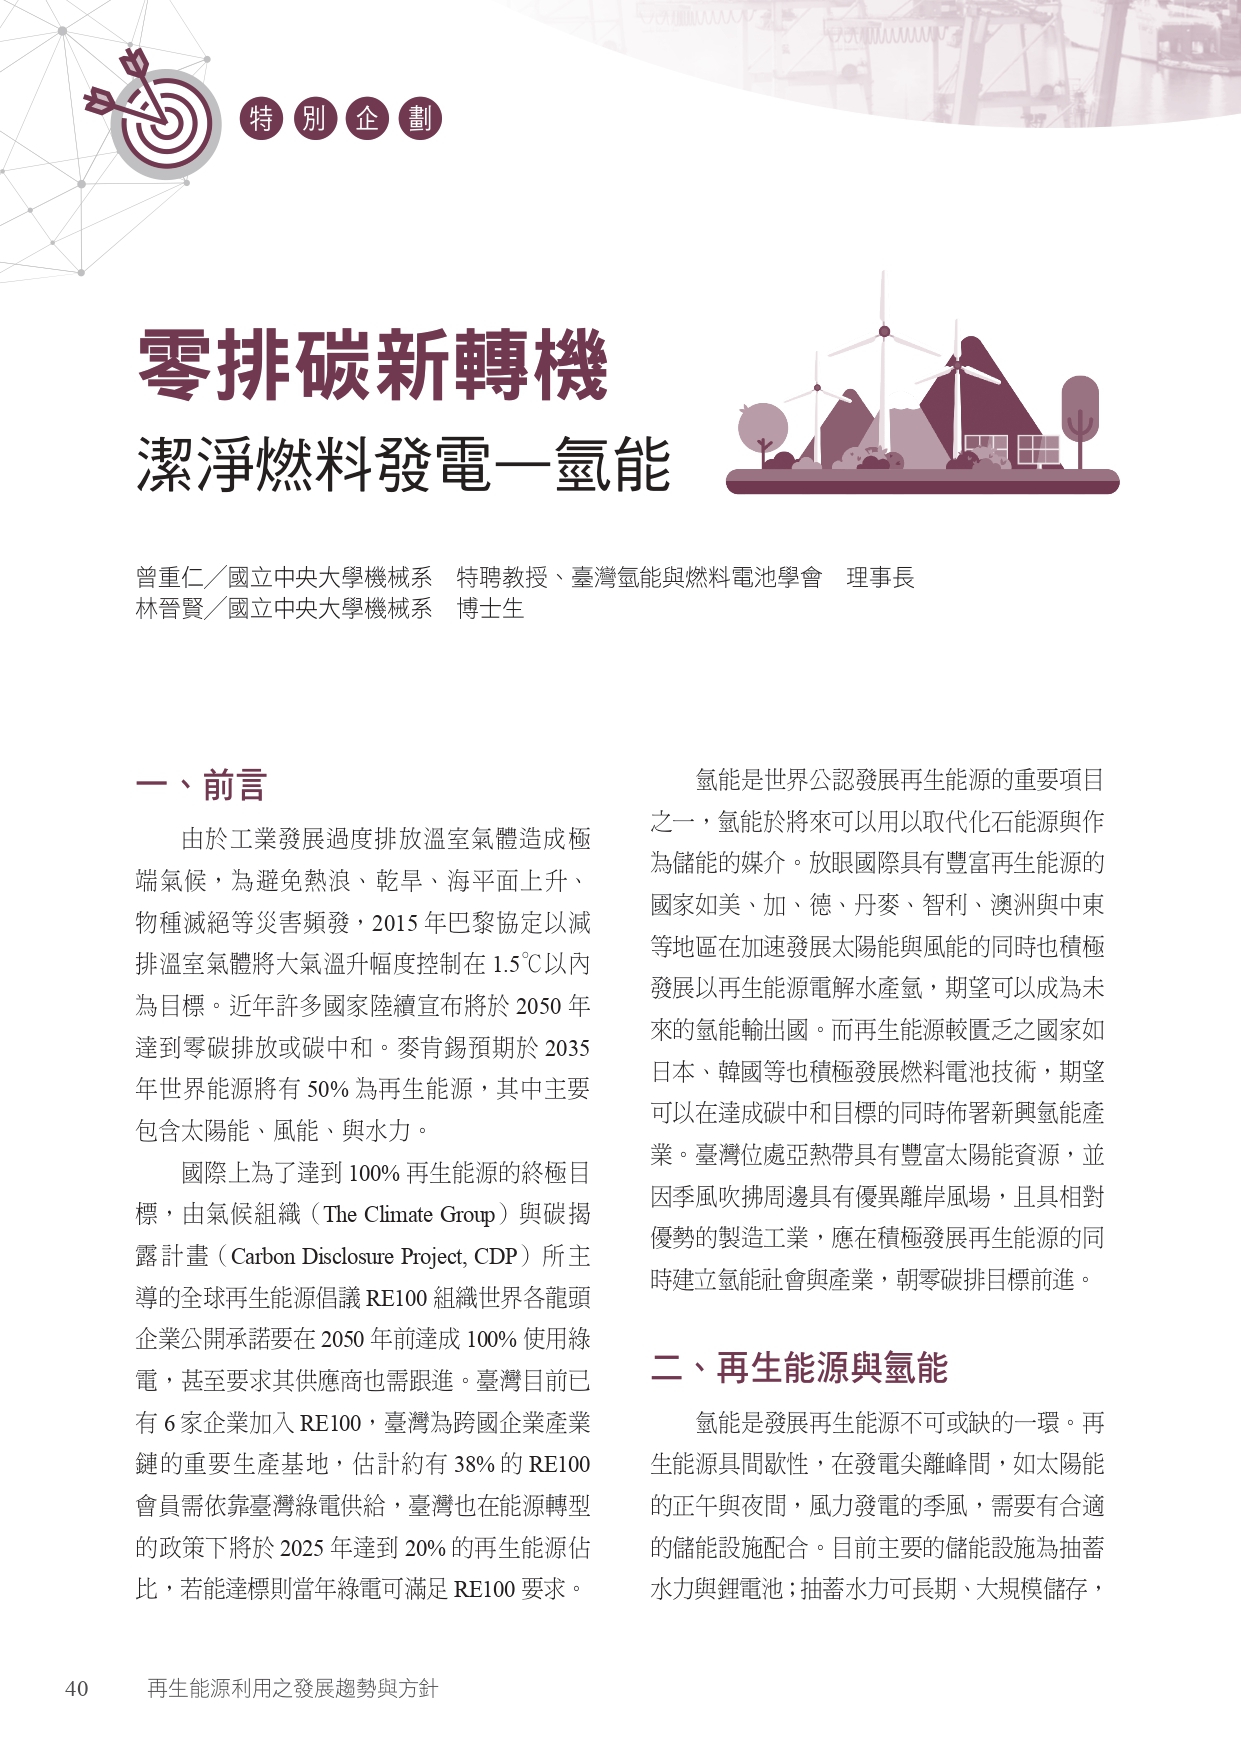 特別企劃
零排碳新轉機
潔淨燃料發電—氫能
曾重仁╱國立中央大學機械系　特聘教授、臺灣氫能與燃料電池學會　理事長
林晉賢╱國立中央大學機械系　博士生
一、前言
由於工業發展過度排放溫室氣體造成極
端氣候，為避免熱浪、乾旱、海平面上升、
物種滅絕等災害頻發，2015 年巴黎協定以減
排溫室氣體將大氣溫升幅度控制在 1.5℃以內
為目標。近年許多國家陸續宣布將於 2050 年
達到零碳排放或碳中和。麥肯錫預期於 2035
年世界能源將有 50% 為再生能源，其中主要
包含太陽能、風能、與水力。
國際上為了達到 100% 再生能源的終極目
標，由氣候組織（The Climate Group）與碳揭
露計畫（Carbon Disclosure Project, CDP）所主
導的全球再生能源倡議 RE100 組織世界各龍頭
企業公開承諾要在 2050 年前達成 100% 使用綠
電，甚至要求其供應商也需跟進。臺灣目前已
有 6 家企業加入 RE100，臺灣為跨國企業產業
鏈的重要生產基地，估計約有 38% 的 RE100
會員需依靠臺灣綠電供給，臺灣也在能源轉型
的政策下將於 2025 年達到 20% 的再生能源佔
比，若能達標則當年綠電可滿足 RE100 要求。
氫能是世界公認發展再生能源的重要項目
之一，氫能於將來可以用以取代化石能源與作
為儲能的媒介。放眼國際具有豐富再生能源的
國家如美、加、德、丹麥、智利、澳洲與中東
等地區在加速發展太陽能與風能的同時也積極
發展以再生能源電解水產氫，期望可以成為未
來的氫能輸出國。而再生能源較匱乏之國家如
日本、韓國等也積極發展燃料電池技術，期望
可以在達成碳中和目標的同時佈署新興氫能產
業。臺灣位處亞熱帶具有豐富太陽能資源，並
因季風吹拂周邊具有優異離岸風場，且具相對
優勢的製造工業，應在積極發展再生能源的同
時建立氫能社會與產業，朝零碳排目標前進。
二、再生能源與氫能
氫能是發展再生能源不可或缺的一環。再
生能源具間歇性，在發電尖離峰間，如太陽能
的正午與夜間，風力發電的季風，需要有合適
的儲能設施配合。目前主要的儲能設施為抽蓄
水力與鋰電池；抽蓄水力可長期、大規模儲存，
40　再生能源利用之發展趨勢與方針